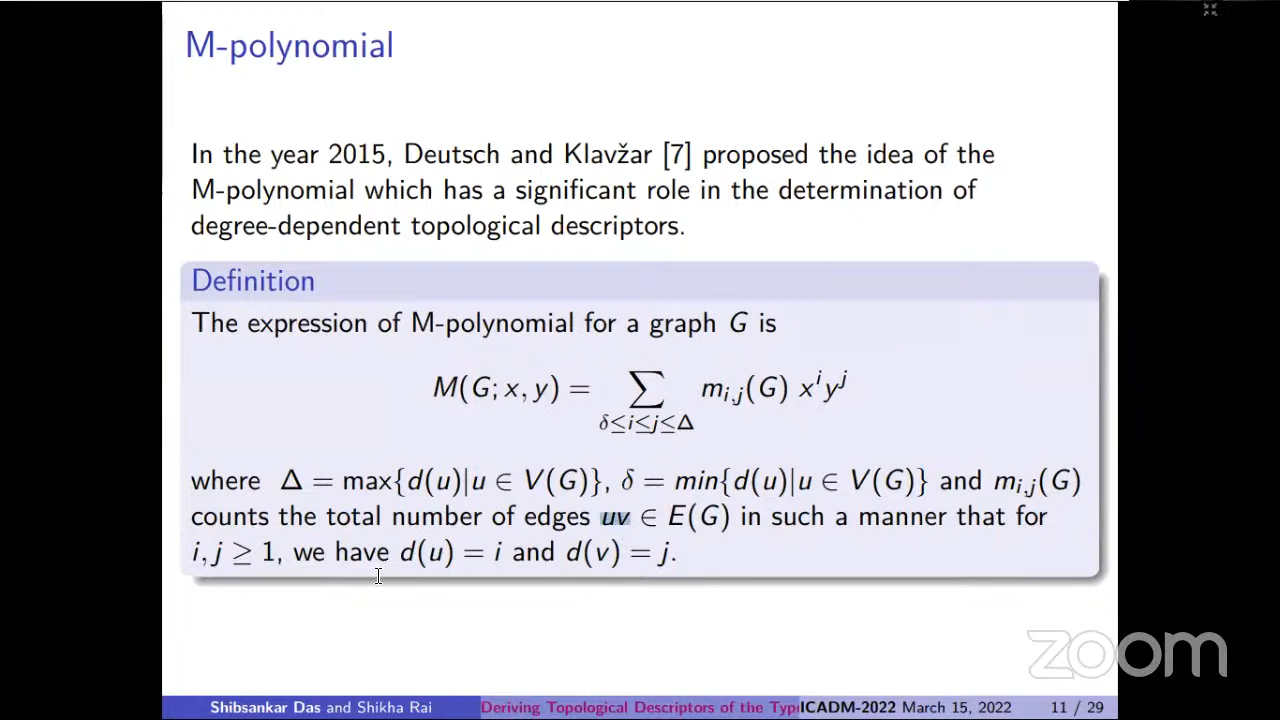 M-polynomial
In the year 2015, Deutsch and Klavžar [7] proposed the idea of the
M-polynomial which has a significant role in the determination of
degree-dependent topological descriptors.
Definition
The expression of M-polynomial for a graph G is
M(G; x, y) = ∑ m_{i,j}(G) x^i y^j
δ≤i≤j≤Δ
where Δ = max{d(u)|u ∈ V(G)}, δ = min{d(u)|u ∈ V(G)} and m_{i,j}(G)
counts the total number of edges uv ∈ E(G) in such a manner that for
i, j ≥ 1, we have d(u) = i and d(v) = j.
zoom
Shibsankar Das and Shikha Rai Deriving Topological Descriptors of the Type ICADM-2022 March 15, 2022 11 / 29